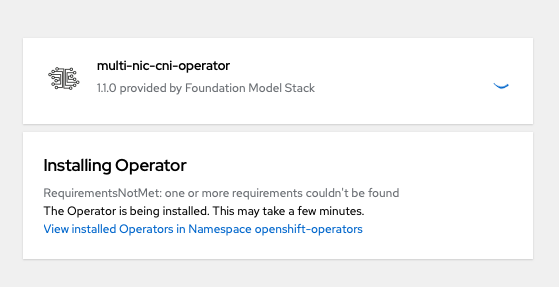 multi-nic-cni-operator
1.1.0 provided by Foundation Model Stack
Installing Operator
RequirementsNotMet: one or more requirements couldn't be found
The Operator is being installed. This may take a few minutes.
View installed Operators in Namespace openshift-operators